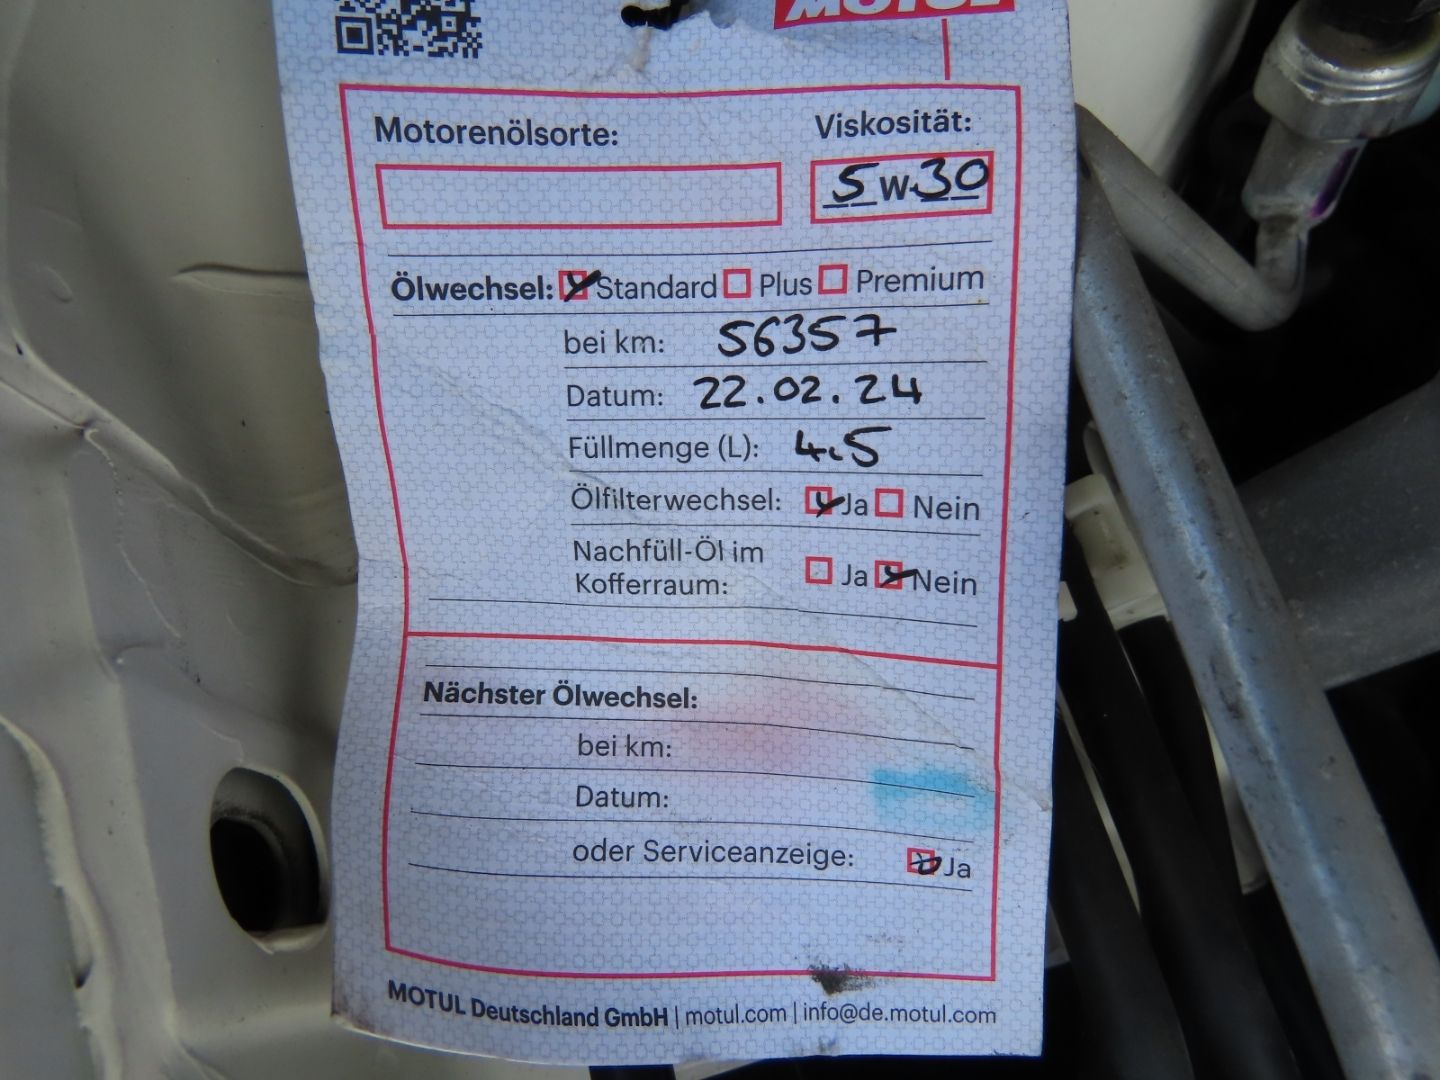 MOTUL
Motorenölsorte:
Viskosität:
5W-30
Ölwechsel: Standard Plus Premium
bei km: 56357
Datum: 22.02.24
Füllmenge (L): 4.5
Ölfilterwechsel: Ja Nein
Nachfüll-Öl im
Kofferraum: Ja Nein
Nächster Ölwechsel:
bei km:
Datum:
oder Serviceanzeige: Ja
MOTUL Deutschland GmbH | motul.com | info@de.motul.com